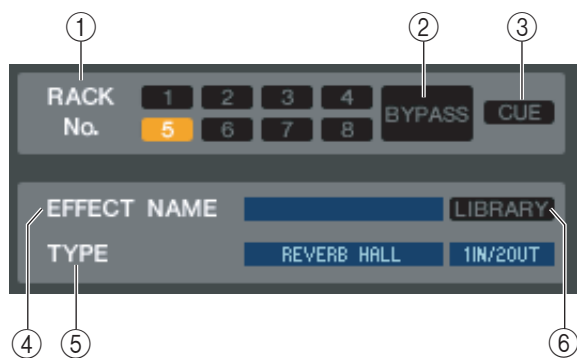 ① ② ③
RACK No. 1 2 3 4 BYPASS CUE
5 6 7 8
EFFECT NAME LIBRARY
TYPE REVERB HALL 1IN/2OUT
④ ⑤ ⑥